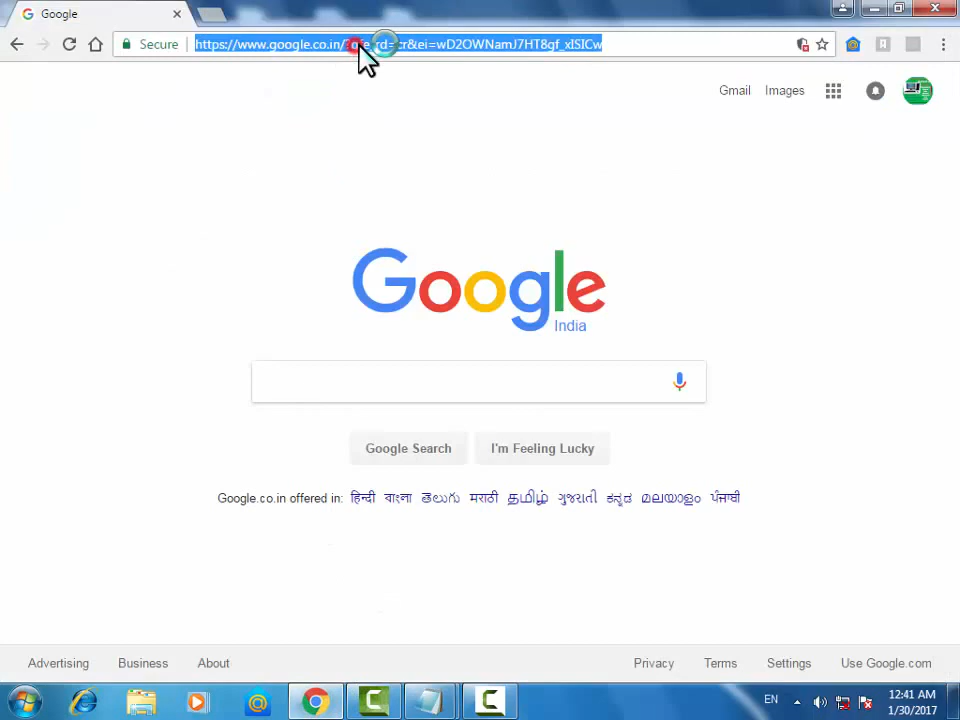 Google
Secure https://www.google.co.in/
rd=cr&ei=wD2OWNamJ7HT8gf_xISICw
Gmail Images
Google
India
Google Search I'm Feeling Lucky
Google.co.in offered in: हिन्दी বাংলা తెలుగు मराठी தமிழ் ગુજરાતી ಕನ್ನಡ മലയാളം ਪੰਜਾਬੀ
Advertising Business About Privacy Terms Settings Use Google.com
EN 12:41 AM
1/30/2017